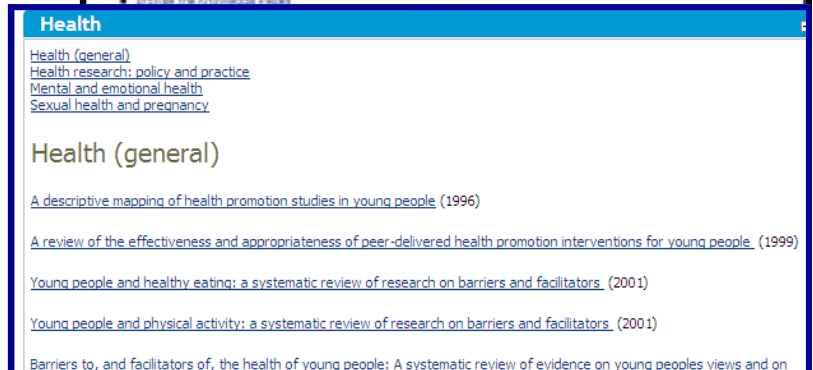 Health
Health (general)
Health research: policy and practice
Mental and emotional health
Sexual health and pregnancy
Health (general)
A descriptive mapping of health promotion studies in young people (1996)
A review of the effectiveness and appropriateness of peer-delivered health promotion interventions for young people (1999)
Young people and healthy eating: a systematic review of research on barriers and facilitators (2001)
Young people and physical activity: a systematic review of research on barriers and facilitators (2001)
Barriers to, and facilitators of, the health of young people: A systematic review of evidence on young peoples views and on